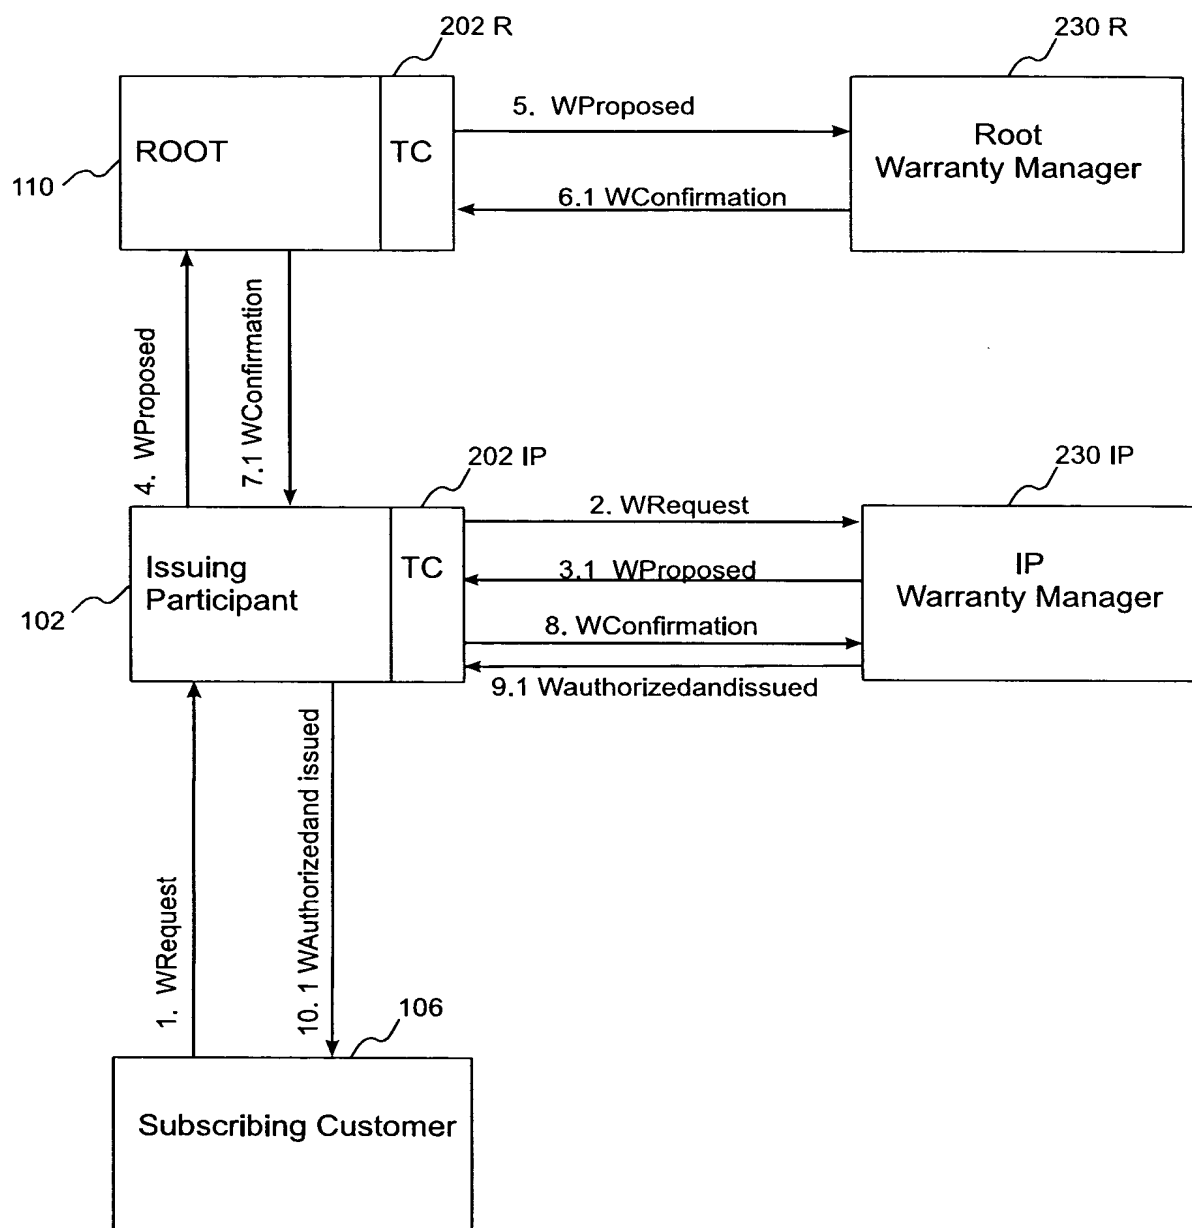 202 R
230 R
ROOT
TC
5. WProposed
Root
Warranty Manager
110
6.1 WConfirmation
4. WProposed
7.1 WConfirmation
202 IP
230 IP
Issuing
Participant
TC
2. WRequest
3.1 WProposed
8. WConfirmation
9.1 Wauthorizedandissued
IP
Warranty Manager
102
1. WRequest
10. 1 WAuthorizedand issued
106
Subscribing Customer